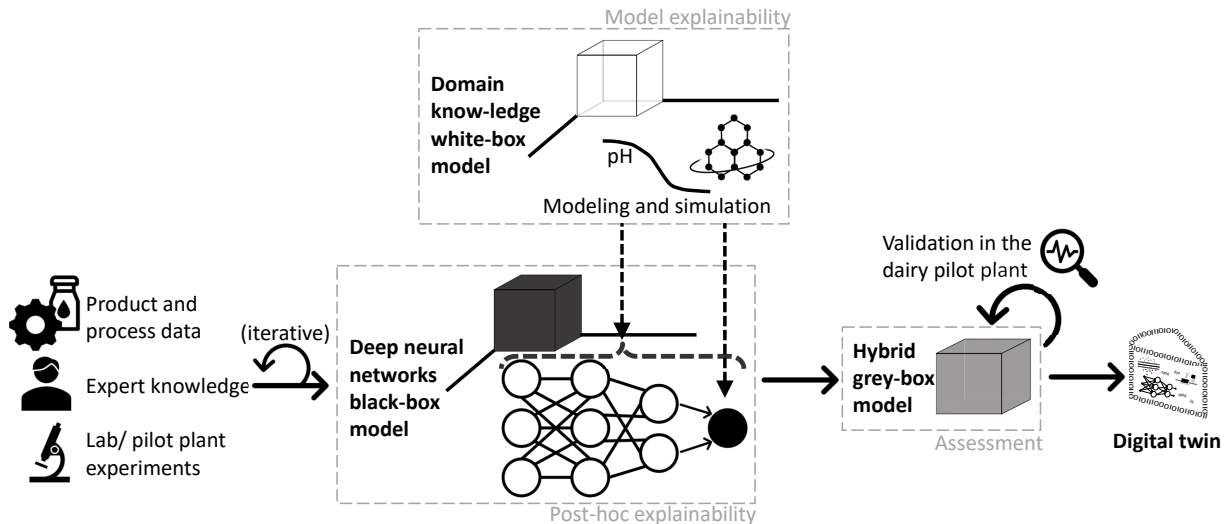 Model explainability
Domain
know-ledge
white-box
model
pH
Modeling and simulation
Product and
process data
Expert knowledge
Lab/ pilot plant
experiments
(iterative)
Deep neural
networks
black-box
model
Post-hoc explainability
Validation in the
dairy pilot plant
Hybrid
grey-box
model
Assessment
Digital twin